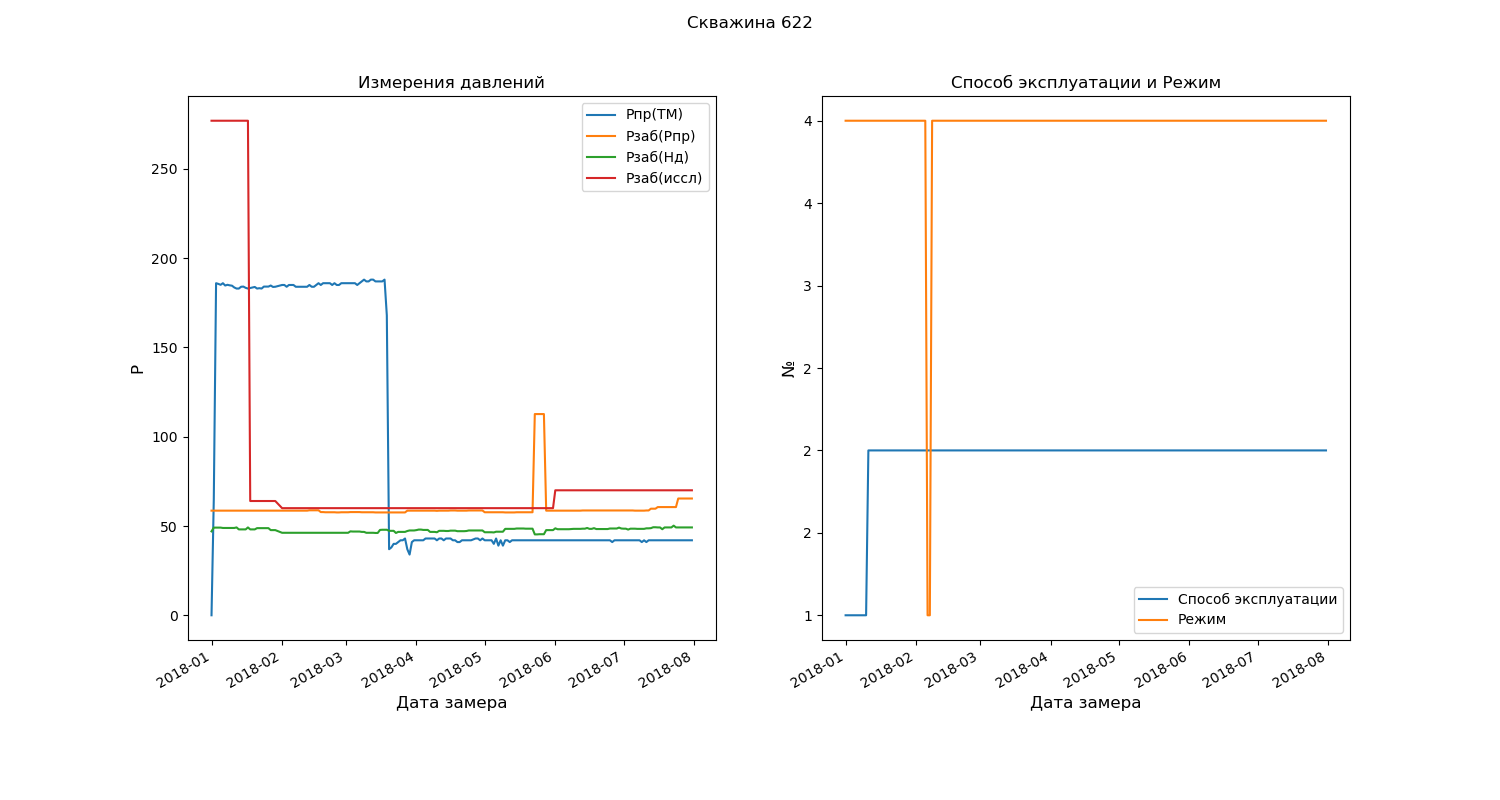 Скважина 622
Измерения давлений
Рпр(ТМ)
Рзаб(Рпр)
Рзаб(Нд)
Рзаб(иссл)
250
200
150
100
50
0
Р
2018-01
2018-02
2018-03
2018-04
2018-05
2018-06
2018-07
2018-08
Дата замера
Способ эксплуатации и Режим
4
4
3
2
2
2
1
№
Способ эксплуатации
Режим
2018-01
2018-02
2018-03
2018-04
2018-05
2018-06
2018-07
2018-08
Дата замера